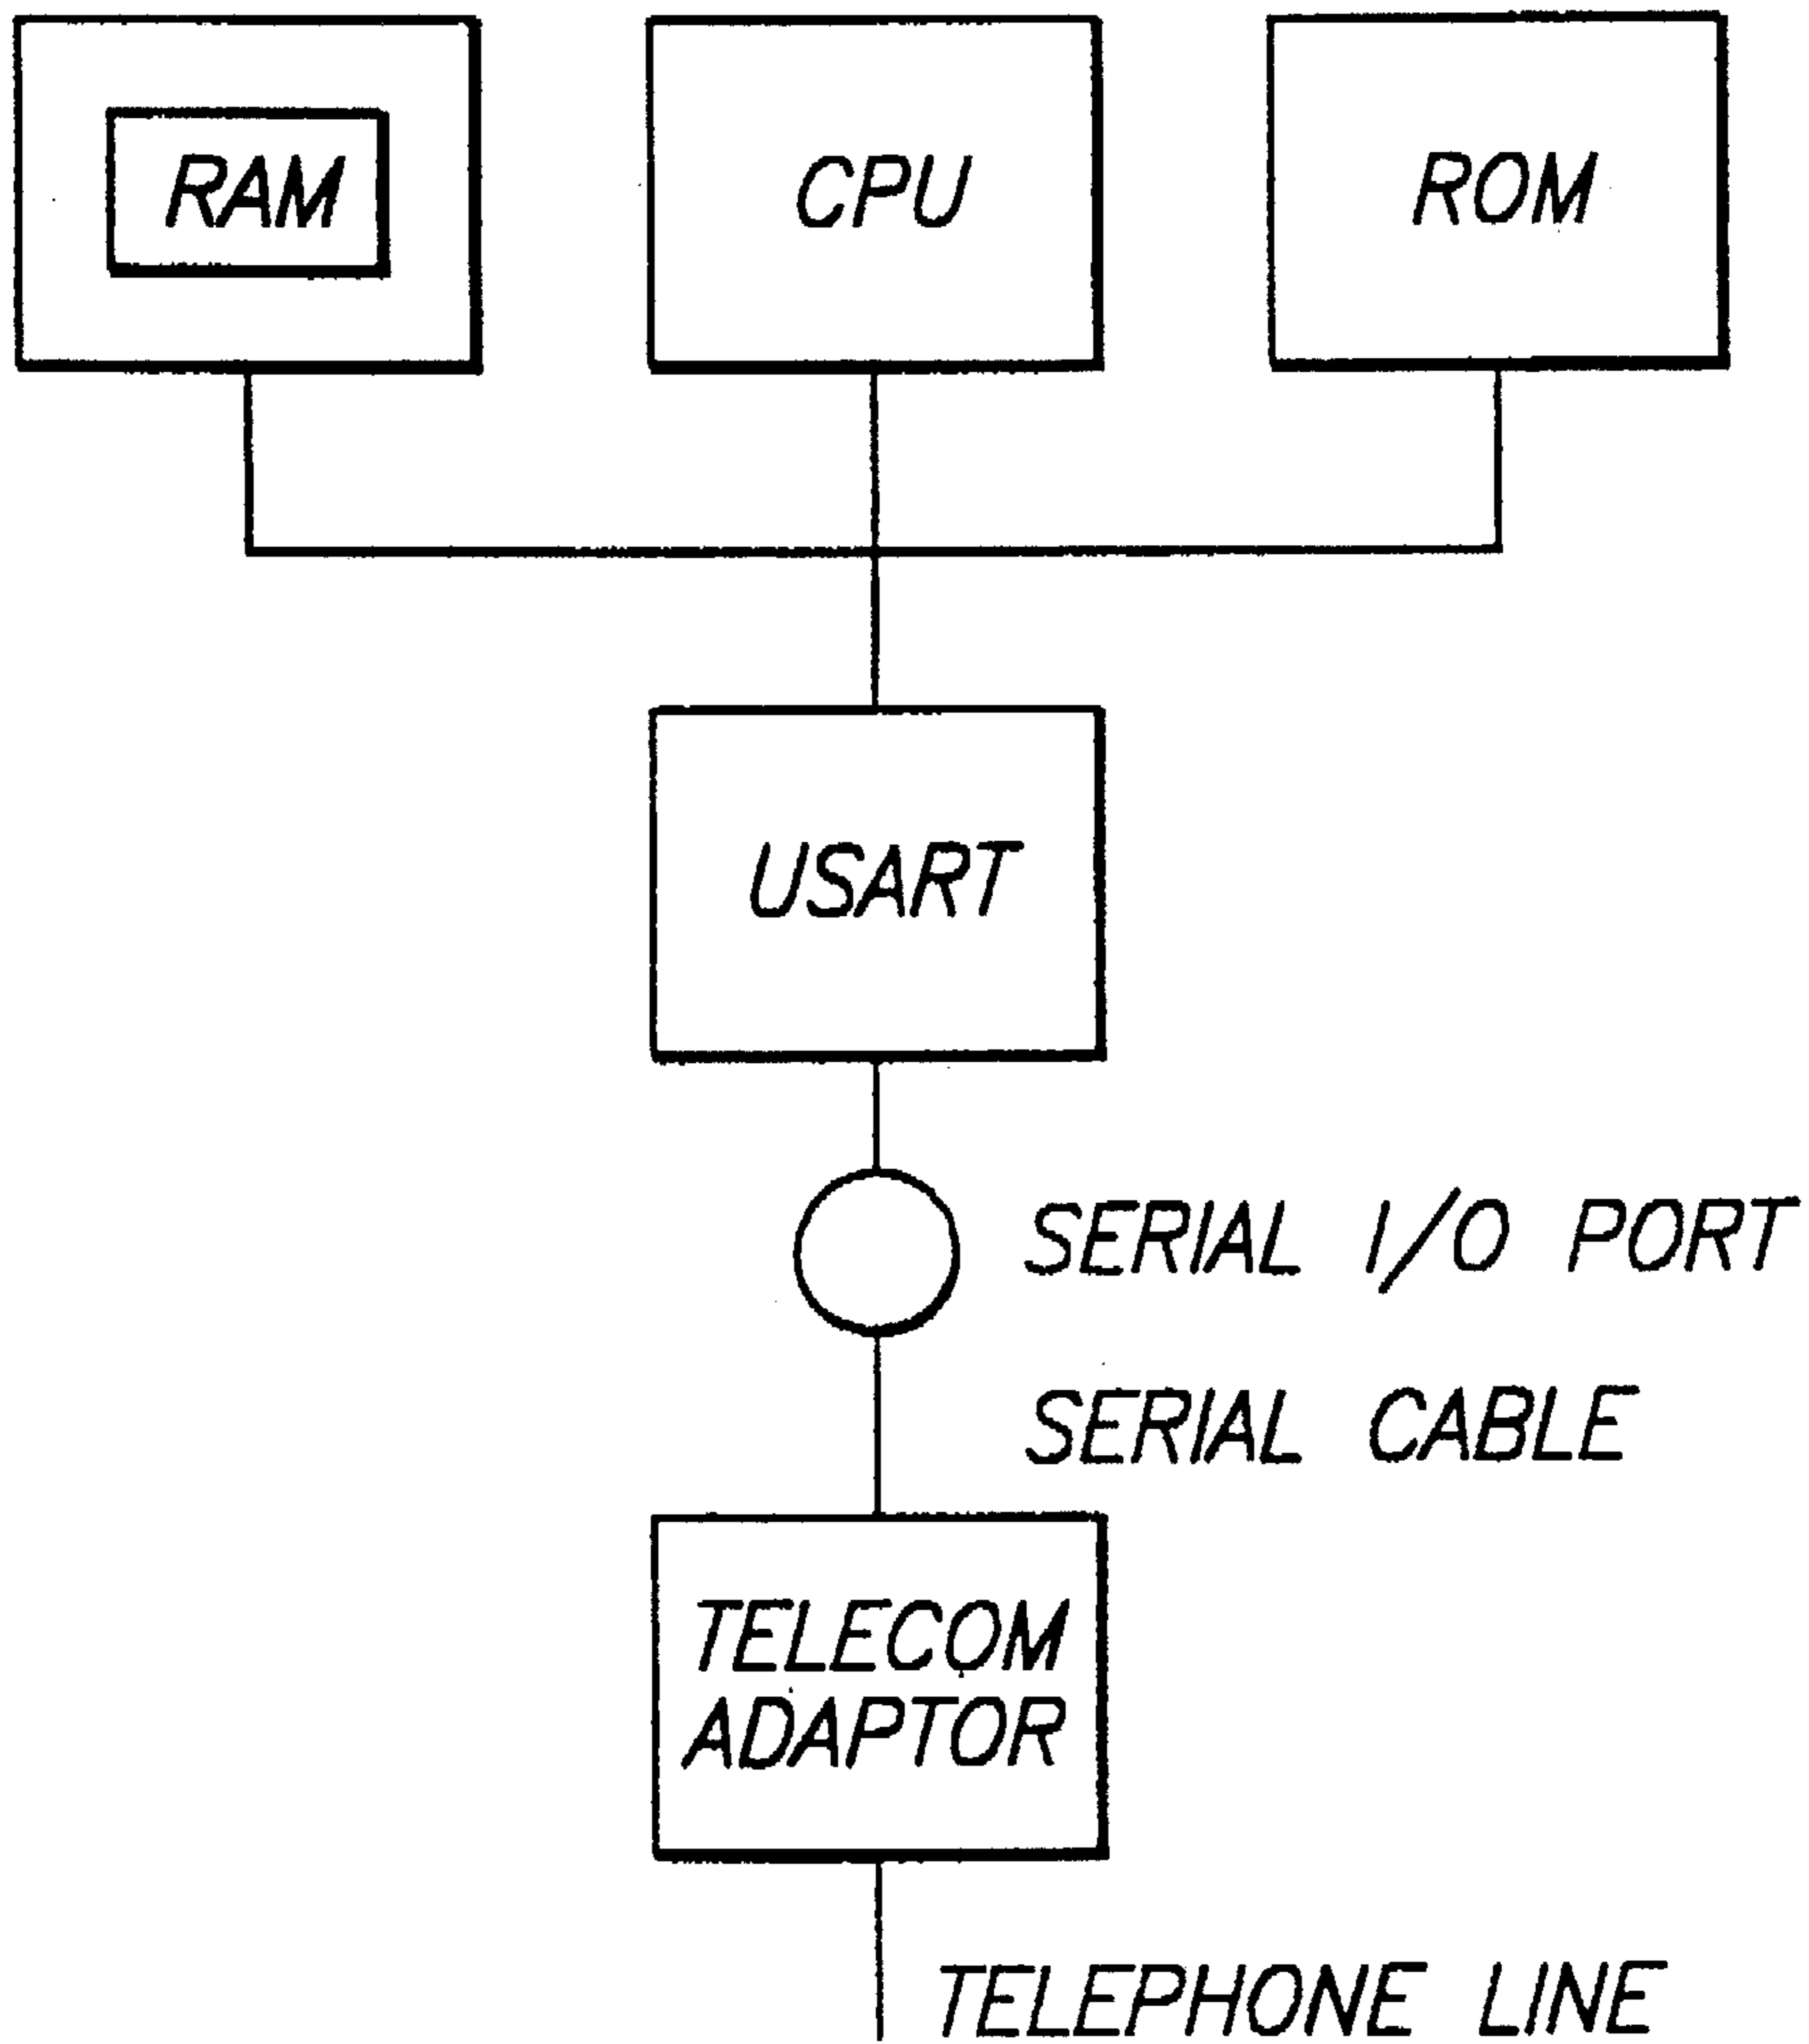 RAM
CPU
ROM
USART
SERIAL I/O PORT
SERIAL CABLE
TELECOM
ADAPTOR
TELEPHONE LINE